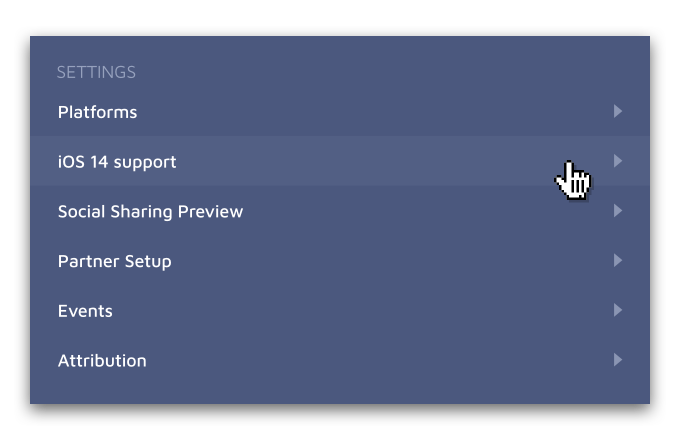 SETTINGS
Platforms
iOS 14 support
Social Sharing Preview
Partner Setup
Events
Attribution